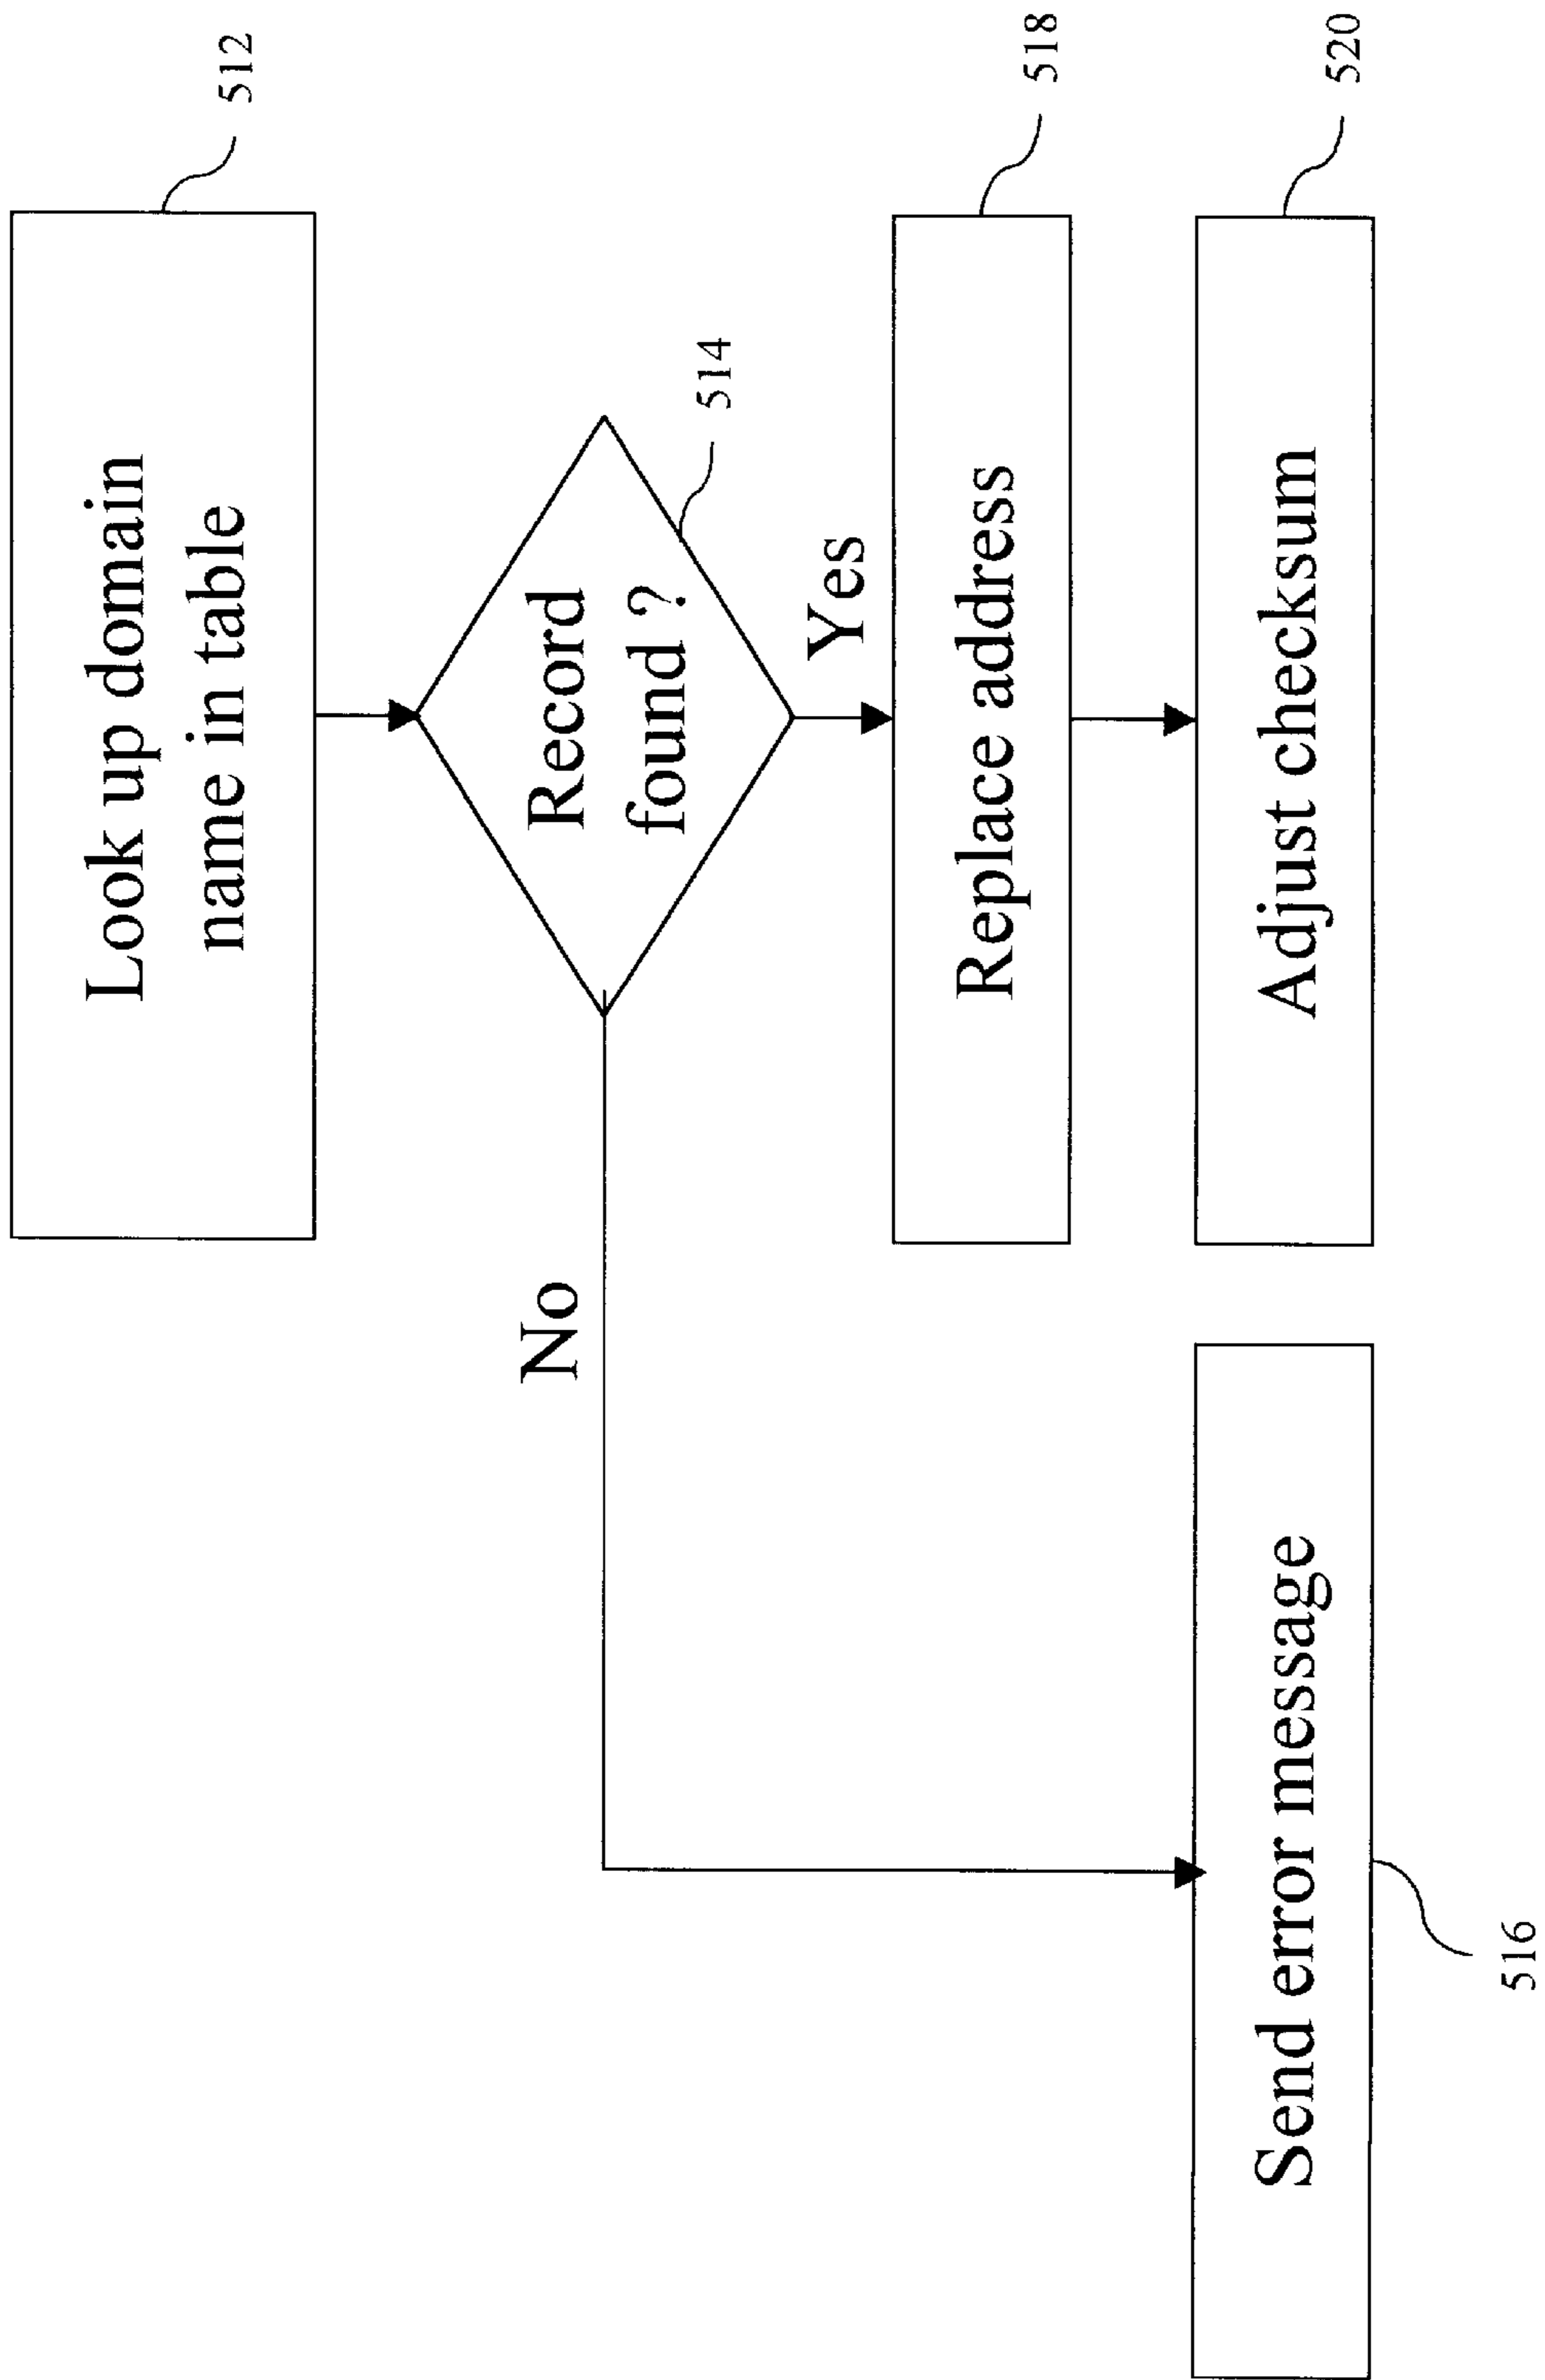 Look up domain
name in table
512
Record
found ?
514
No
Yes
Replace address
518
Adjust checksum
520
Send error message
516